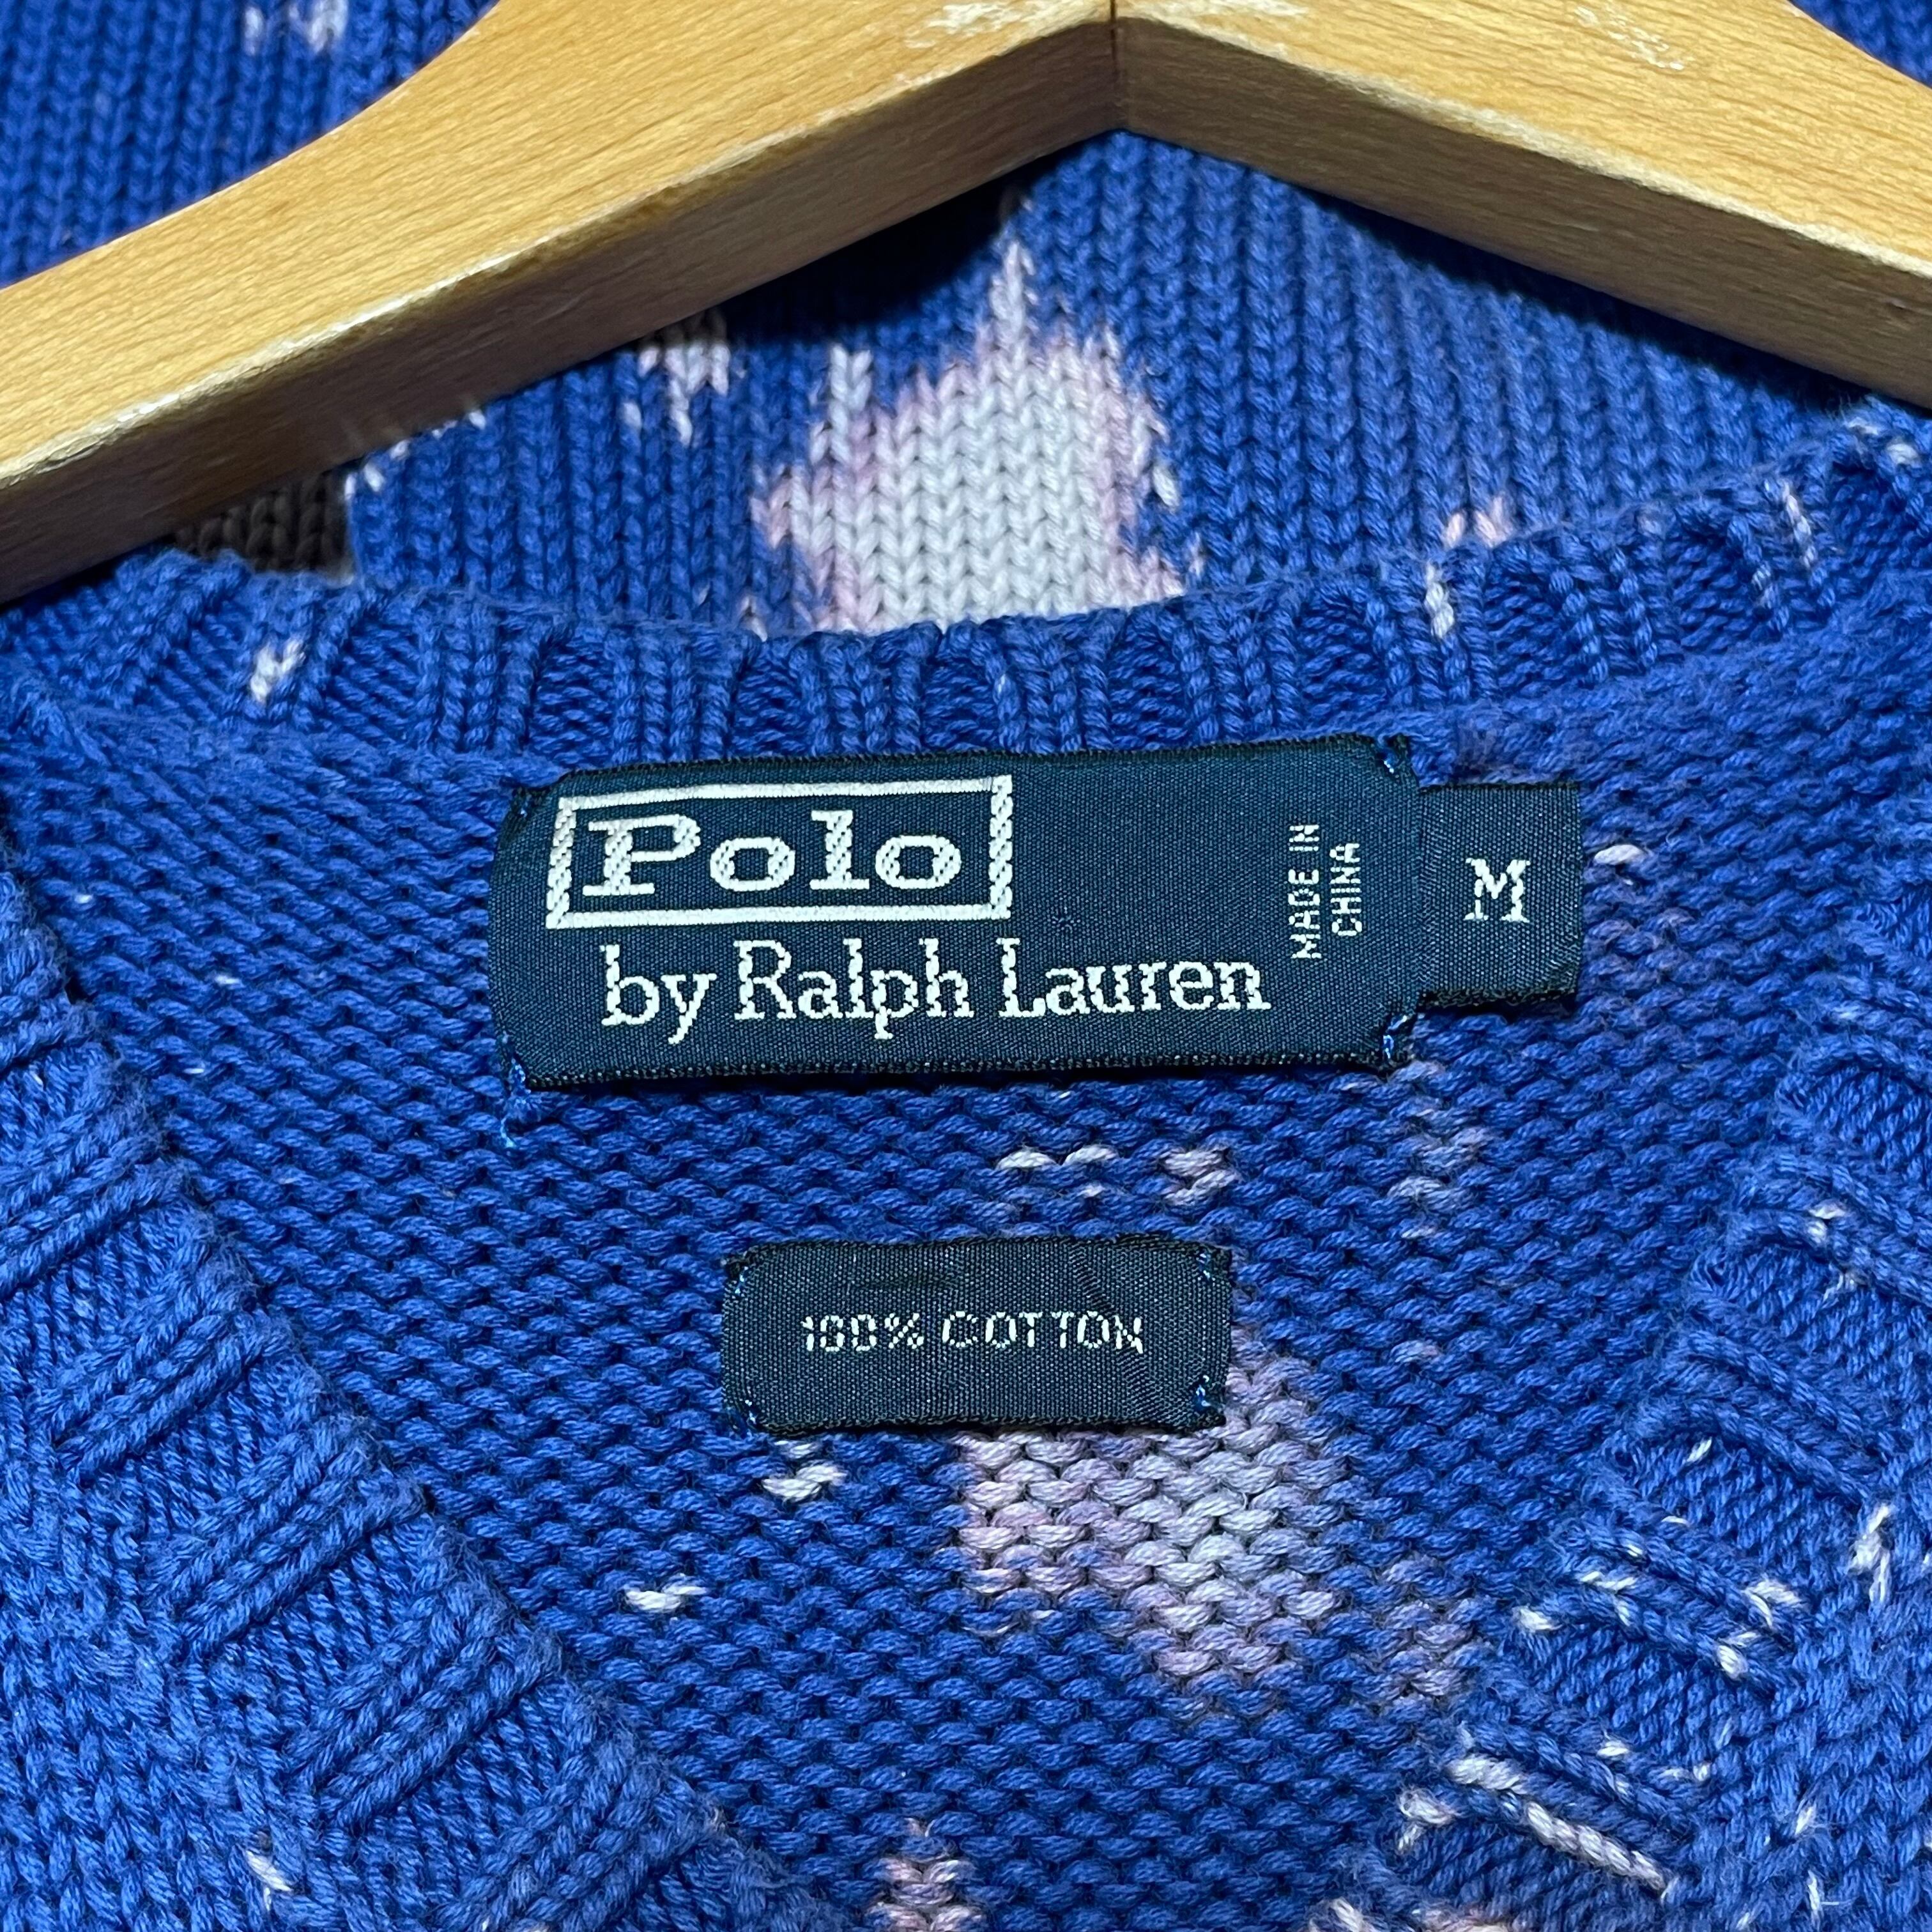 Polo
by Ralph Lauren
MADE IN
CHINA
M
100% COTTON